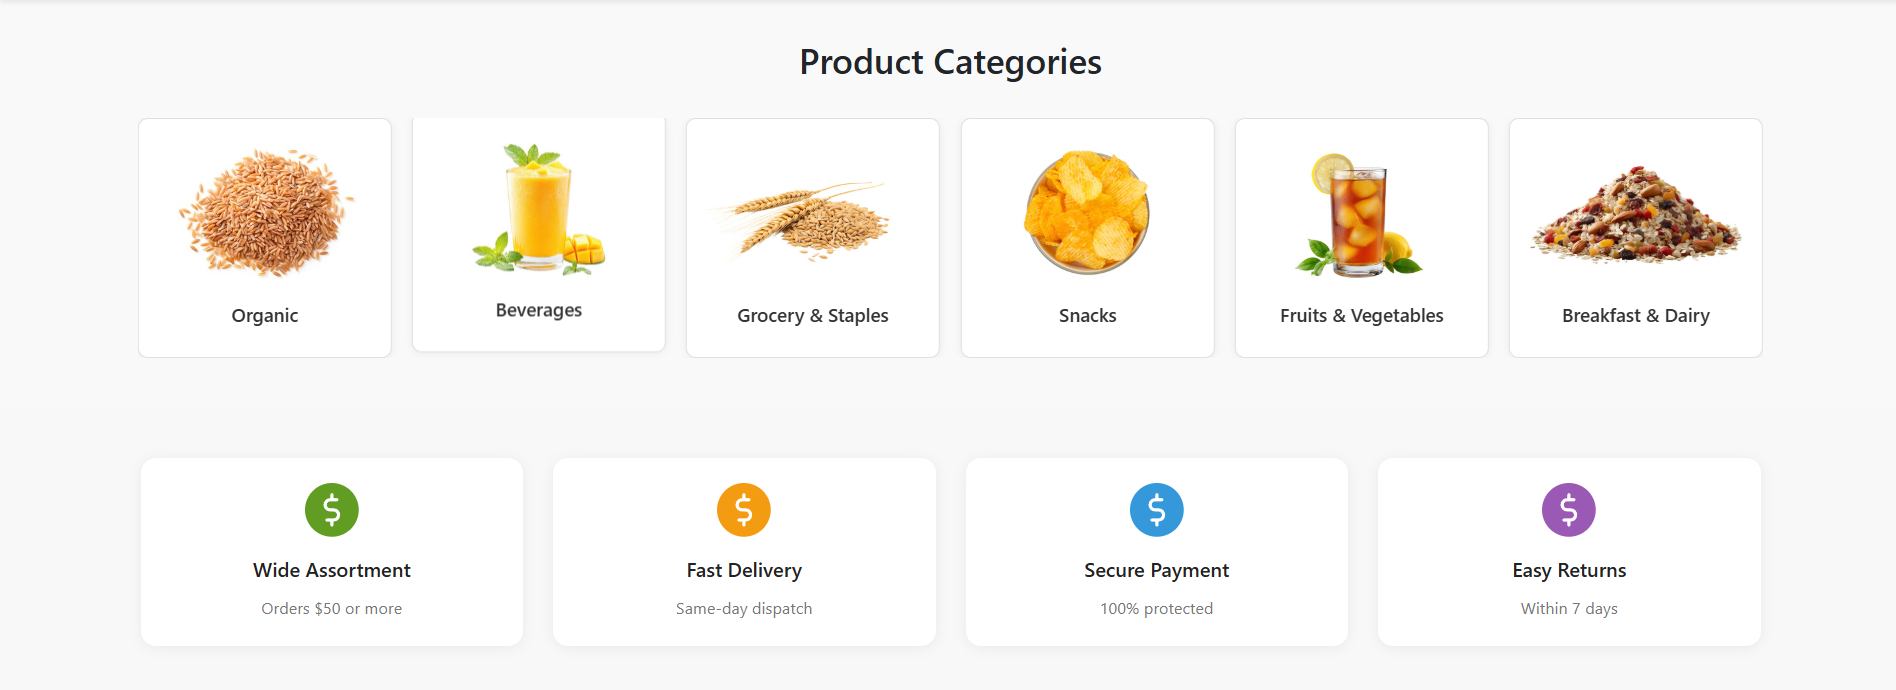 Product Categories
Organic
Beverages
Grocery & Staples
Snacks
Fruits & Vegetables
Breakfast & Dairy
$
$
$
$
Wide Assortment
Fast Delivery
Secure Payment
Easy Returns
Orders $50 or more
Same-day dispatch
100% protected
Within 7 days